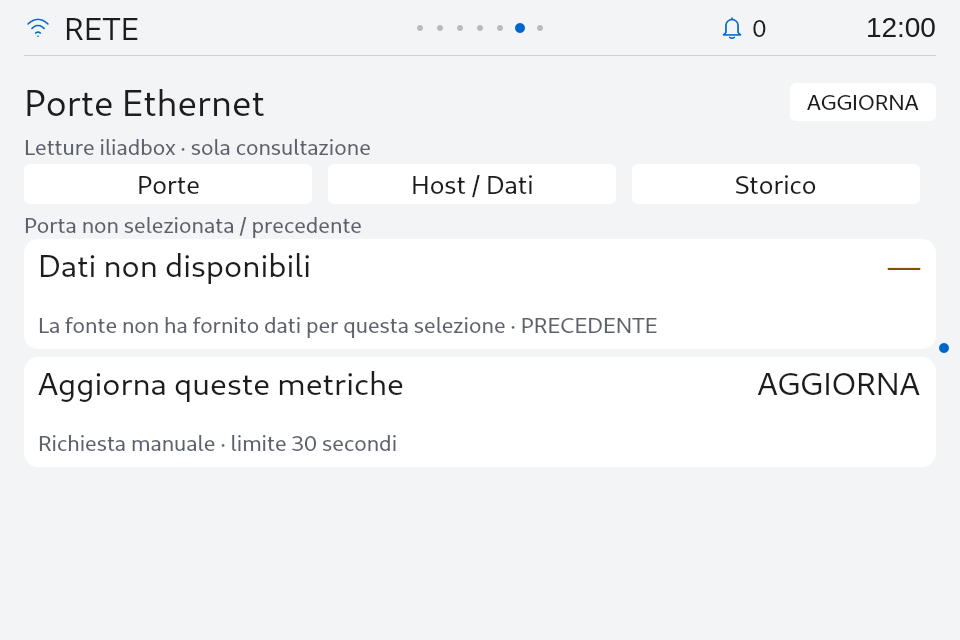 RETE
0
12:00
Porte Ethernet
AGGIORNA
Letture iliadbox · sola consultazione
Porte
Host / Dati
Storico
Porta non selezionata / precedente
Dati non disponibili
—
La fonte non ha fornito dati per questa selezione · PRECEDENTE
Aggiorna queste metriche
AGGIORNA
Richiesta manuale · limite 30 secondi